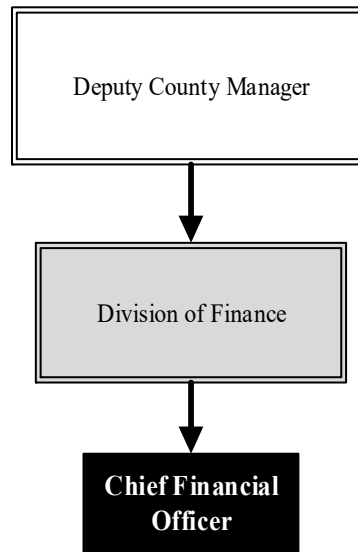 Deputy County Manager
Division of Finance
Chief Financial
Officer